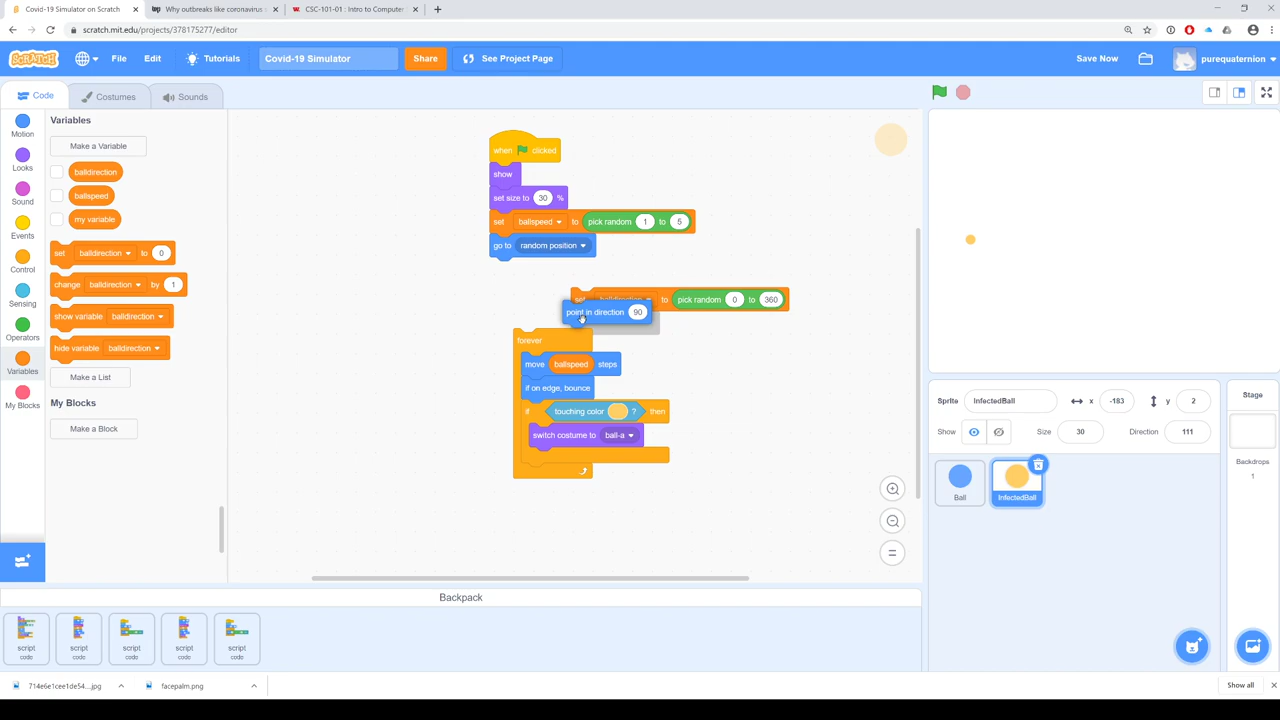 Covid-19 Simulator on Scratch
Why outbreaks like coronavirus
CSC-101-01 : Intro to Compute
scratch.mit.edu/projects/378175277/editor
SCRATCH
File
Edit
Tutorials
Covid-19 Simulator
Share
See Project Page
Save Now
purequaternion
Code
Costumes
Sounds
Motion
Looks
Sound
Events
Control
Sensing
Operators
Variables
My Blocks
Variables
Make a Variable
balldirection
ballspeed
my variable
set balldirection to 0
change balldirection by 1
show variable balldirection
hide variable balldirection
Make a List
My Blocks
Make a Block
when clicked
show
set size to 30 %
set ballspeed to pick random 1 to 5
go to random position
to pick random 0 to 360
point in direction 90
forever
move ballspeed steps
if on edge, bounce
if touching color ? then
switch costume to ball-a
Sprite InfectedBall x -183 y 2
Show Size 30 Direction 111
Ball
InfectedBall
Stage
Backdrops
1
Backpack
script
code
script
code
script
code
script
code
script
code
714e6e1cee1de54....jpg
facepalm.png
Show all